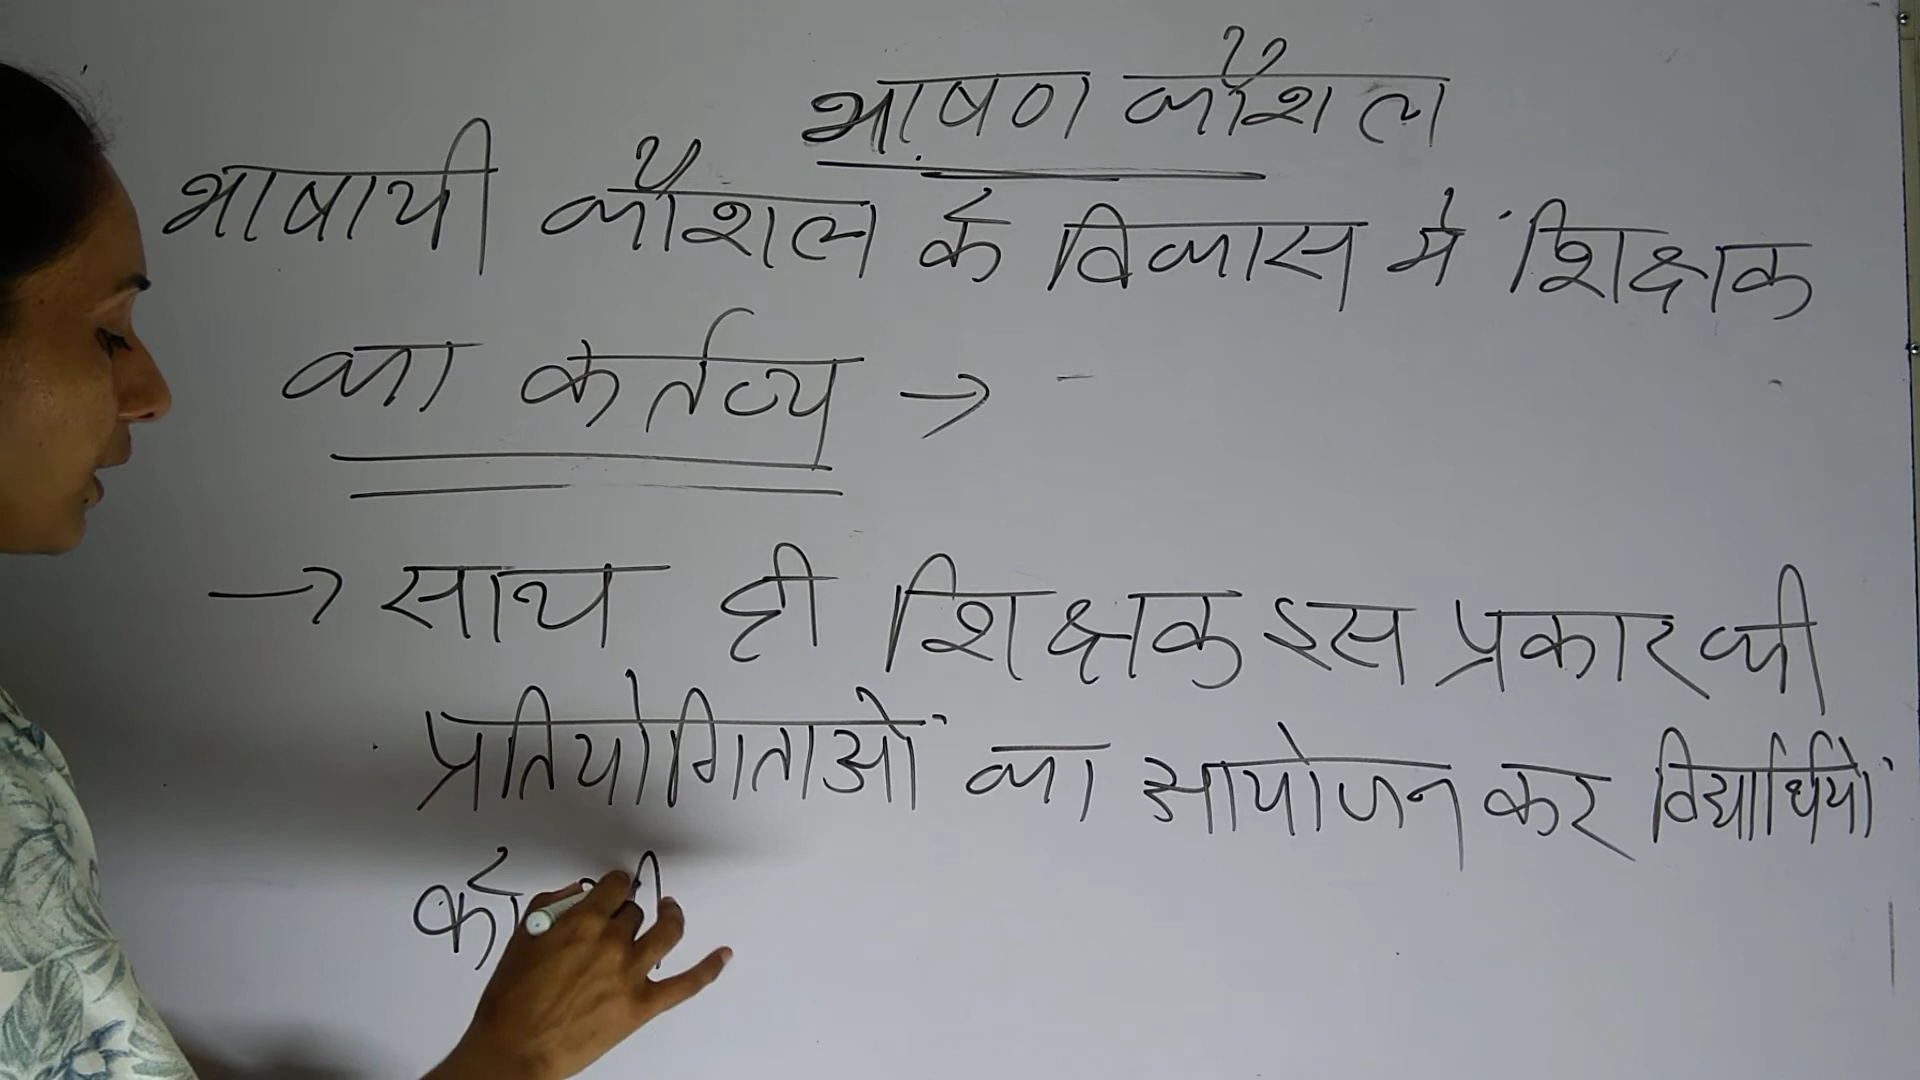 भाषण कौशल
भाषायी कौशल के विकास में शिक्षक
का कर्तव्य →
→ साथ ही शिक्षक इस प्रकार की
प्रतियोगिताओं का आयोजन कर विद्यार्थियों
को